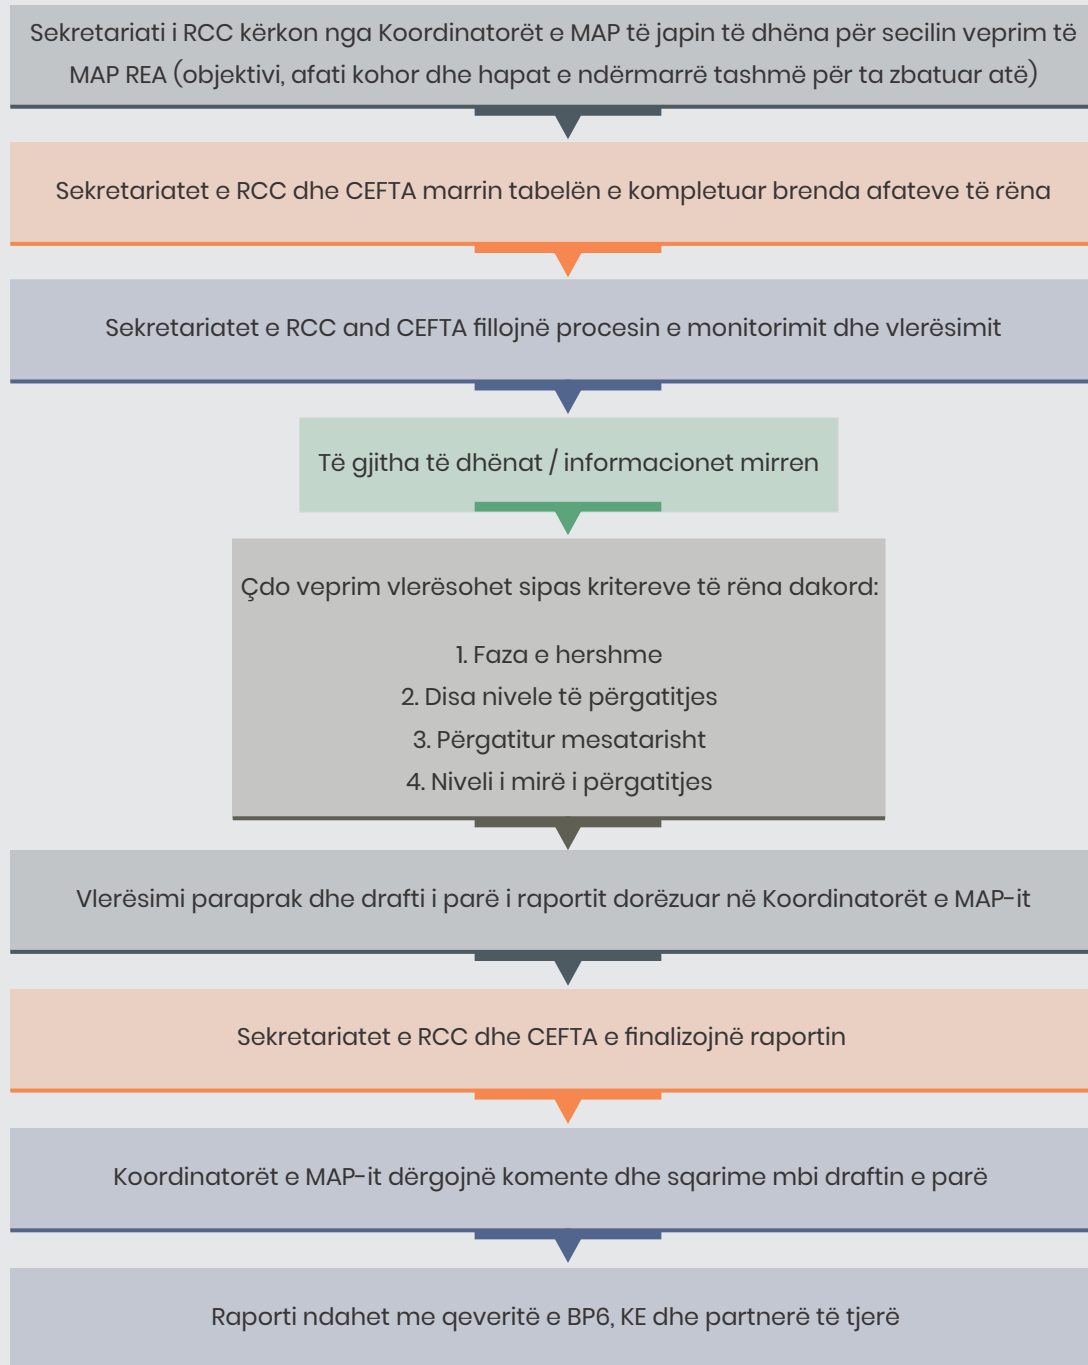 Sekretariati i RCC kërkon nga Koordinatorët e MAP të japin të dhëna për secilin veprim të
MAP REA (objektivi, afati kohor dhe hapat e ndërmarrë tashmë për ta zbatuar atë)
Sekretariatet e RCC dhe CEFTA marrin tabelën e kompletuar brenda afateve të rëna
Sekretariatet e RCC and CEFTA fillojnë procesin e monitorimit dhe vlerësimit
Të gjitha të dhënat / informacionet mirren
Çdo veprim vlerësohet sipas kritereve të rëna dakord:
1. Faza e hershme
2. Disa nivele të përgatitjes
3. Përgatitur mesatarisht
4. Niveli i mirë i përgatitjes
Vlerësimi paraprak dhe drafti i parë i raportit dorëzuar në Koordinatorët e MAP-it
Sekretariatet e RCC dhe CEFTA e finalizojnë raportin
Koordinatorët e MAP-it dërgojnë komente dhe sqarime mbi draftin e parë
Raporti ndahet me qeveritë e BP6, KE dhe partnerë të tjerë